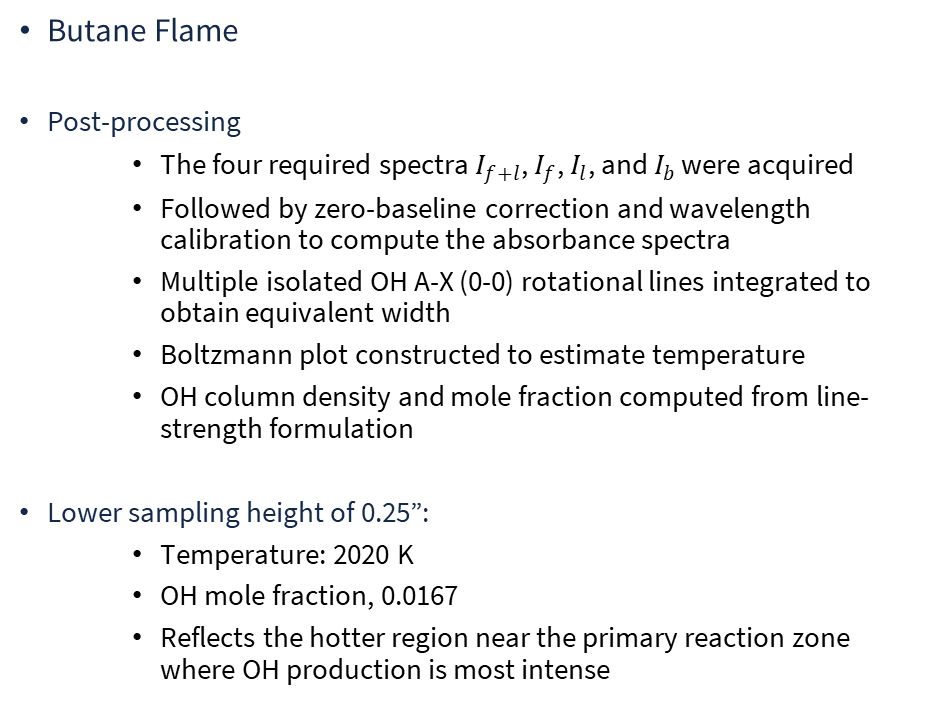 • Butane Flame
• Post-processing
• The four required spectra I_{f+l}, I_f, I_l, and I_b were acquired
• Followed by zero-baseline correction and wavelength
calibration to compute the absorbance spectra
• Multiple isolated OH A-X (0-0) rotational lines integrated to
obtain equivalent width
• Boltzmann plot constructed to estimate temperature
• OH column density and mole fraction computed from line-
strength formulation
• Lower sampling height of 0.25”:
• Temperature: 2020 K
• OH mole fraction, 0.0167
• Reflects the hotter region near the primary reaction zone
where OH production is most intense